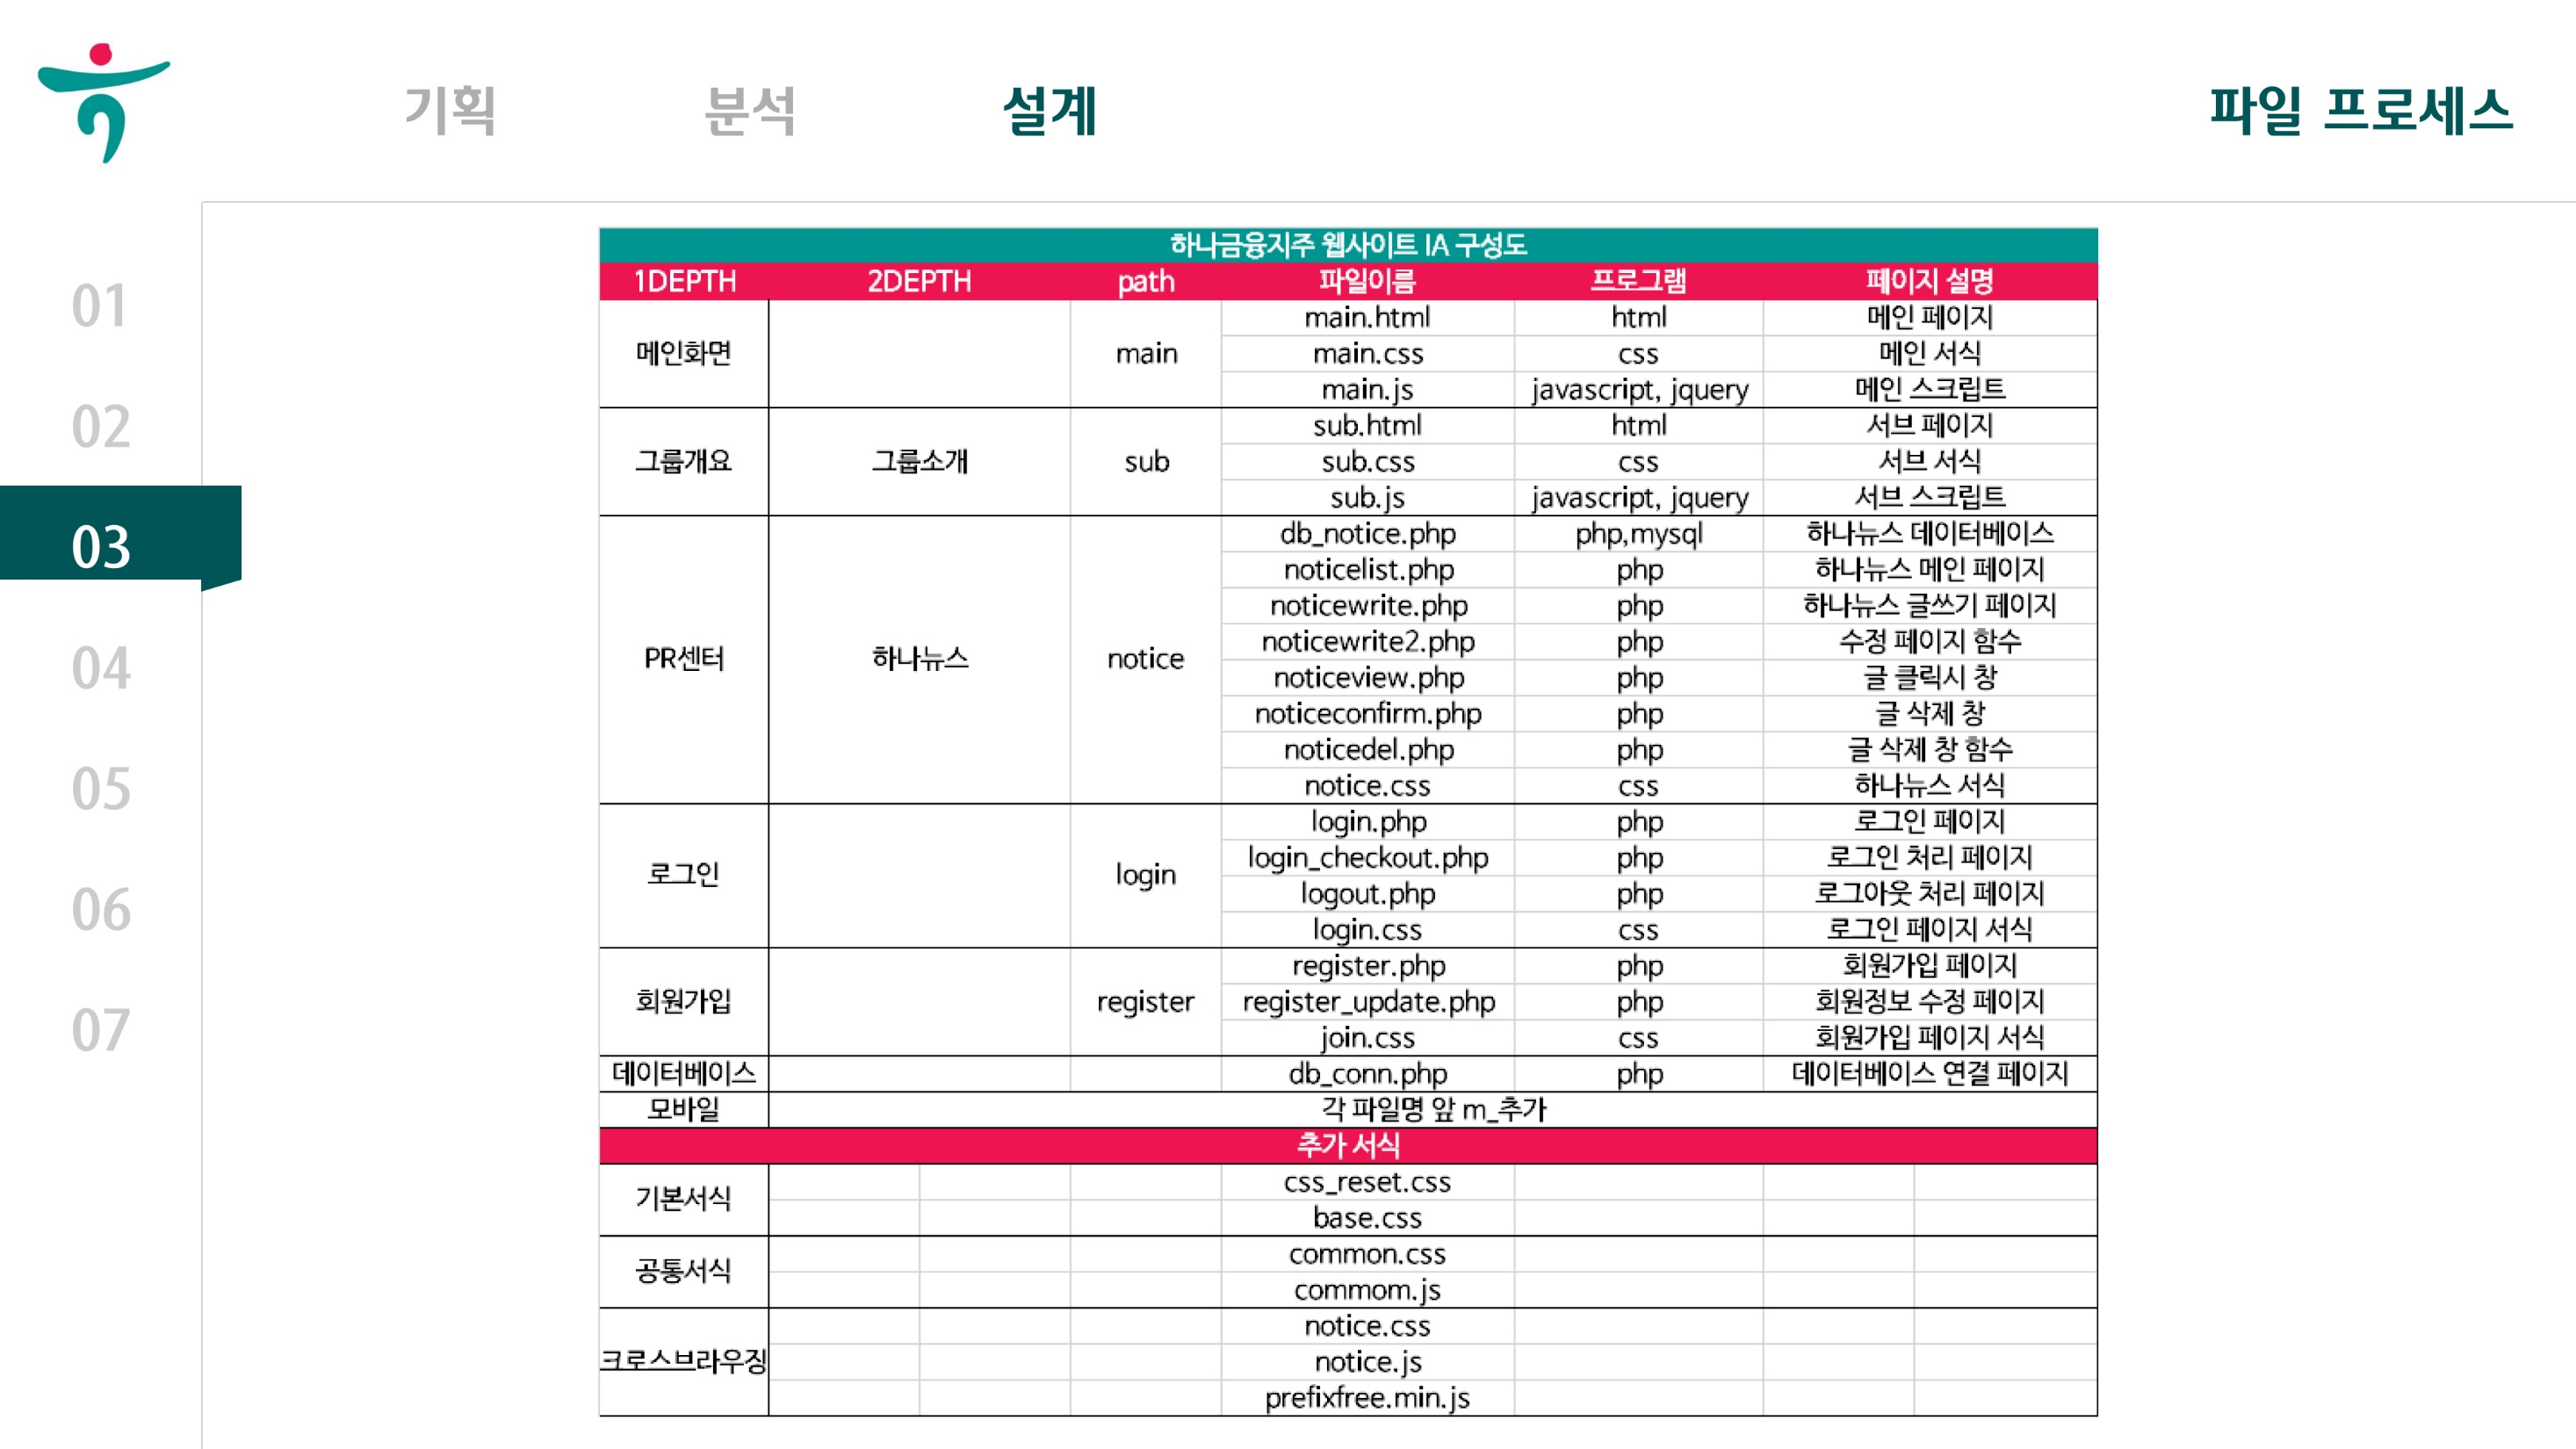 기획 분석 설계 파일 프로세스
01
02
03
04
05
06
07
하나금융지주 웹사이트 IA 구성도
1DEPTH 2DEPTH path 파일이름 프로그램 페이지 설명
메인화면 main
main.html html 메인 페이지
main.css css 메인 서식
main.js javascript, jquery 메인 스크립트
그룹개요 그룹소개 sub
sub.html html 서브 페이지
sub.css css 서브 서식
sub.js javascript, jquery 서브 스크립트
PR센터 하나뉴스 notice
db_notice.php php,mysql 하나뉴스 데이터베이스
noticelist.php php 하나뉴스 메인 페이지
noticewrite.php php 하나뉴스 글쓰기 페이지
noticewrite2.php php 수정 페이지 함수
noticeview.php php 글 클릭시 창
noticeconfirm.php php 글 삭제 창
noticedel.php php 글 삭제 창 함수
notice.css css 하나뉴스 서식
로그인 login
login.php php 로그인 페이지
login_checkout.php php 로그인 처리 페이지
logout.php php 로그아웃 처리 페이지
login.css css 로그인 페이지 서식
회원가입 register
register.php php 회원가입 페이지
register_update.php php 회원정보 수정 페이지
join.css css 회원가입 페이지 서식
데이터베이스 db_conn.php php 데이터베이스 연결 페이지
모바일 각 파일명 앞 m_추가
추가 서식
기본서식
css_reset.css
base.css
공통서식
common.css
commom.js
크로스브라우징
notice.css
notice.js
prefixfree.min.js